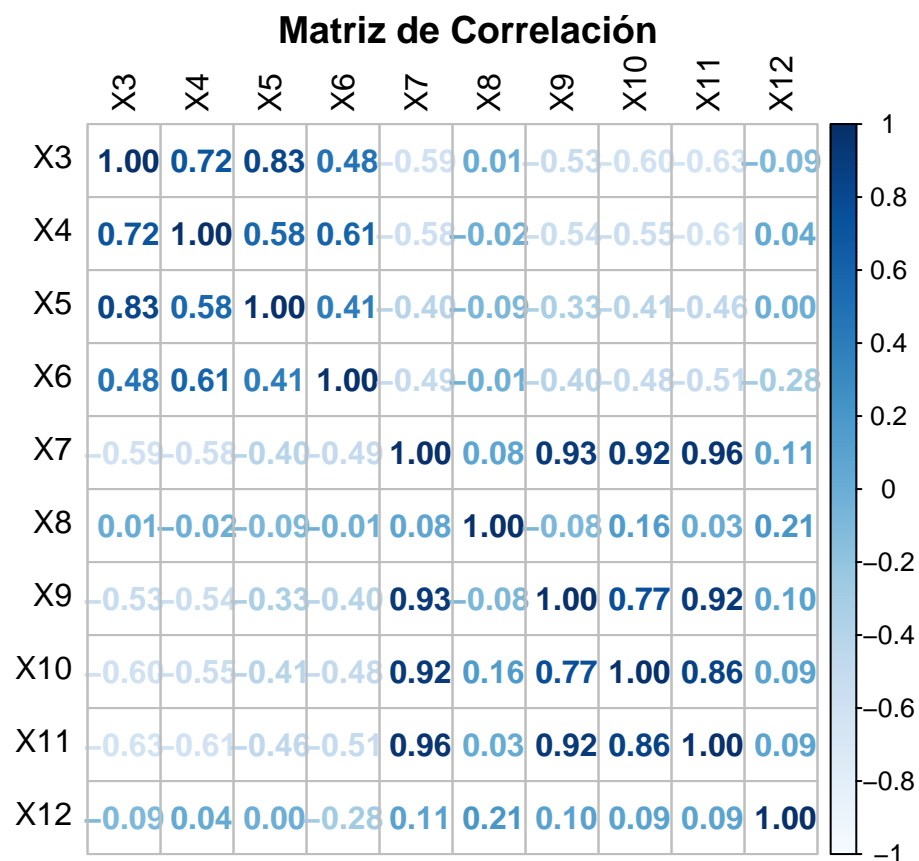 Matriz de Correlación
X3 X4 X5 X6 X7 X8 X9 X10 X11 X12
X3 1.00 0.72 0.83 0.48 −0.59 0.01 −0.53 −0.60 −0.63 −0.09
X4 0.72 1.00 0.58 0.61 −0.58 −0.02 −0.54 −0.55 −0.61 0.04
X5 0.83 0.58 1.00 0.41 −0.40 −0.09 −0.33 −0.41 −0.46 0.00
X6 0.48 0.61 0.41 1.00 −0.49 −0.01 −0.40 −0.48 −0.51 −0.28
X7 −0.59 −0.58 −0.40 −0.49 1.00 0.08 0.93 0.92 0.96 0.11
X8 0.01 −0.02 −0.09 −0.01 0.08 1.00 −0.08 0.16 0.03 0.21
X9 −0.53 −0.54 −0.33 −0.40 0.93 −0.08 1.00 0.77 0.92 0.10
X10 −0.60 −0.55 −0.41 −0.48 0.92 0.16 0.77 1.00 0.86 0.09
X11 −0.63 −0.61 −0.46 −0.51 0.96 0.03 0.92 0.86 1.00 0.09
X12 −0.09 0.04 0.00 −0.28 0.11 0.21 0.10 0.09 0.09 1.00
1
0.8
0.6
0.4
0.2
0
−0.2
−0.4
−0.6
−0.8
−1